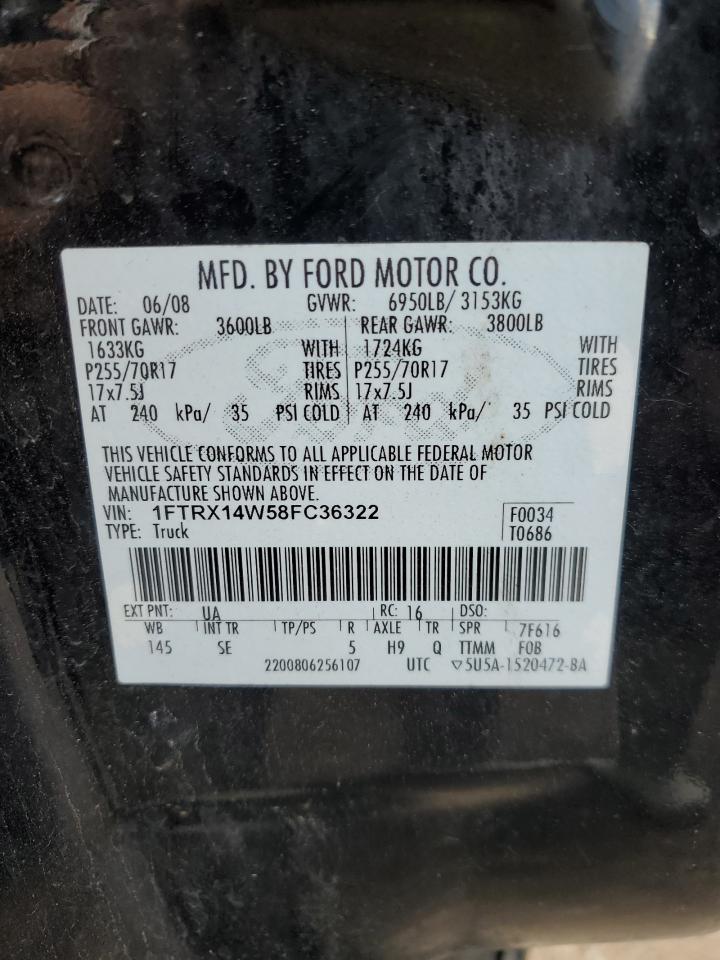 MFD. BY FORD MOTOR CO.
DATE: 06/08 GVWR: 6950LB/ 3153KG
FRONT GAWR: 3600LB REAR GAWR: 3800LB
1633KG WITH 1724KG WITH
P255/70R17 TIRES P255/70R17 TIRES
17x7.5J RIMS 17x7.5J RIMS
AT 240 kPa/ 35 PSI COLD AT 240 kPa/ 35 PSI COLD
THIS VEHICLE CONFORMS TO ALL APPLICABLE FEDERAL MOTOR
VEHICLE SAFETY STANDARDS IN EFFECT ON THE DATE OF
MANUFACTURE SHOWN ABOVE.
VIN: 1FTRX14W58FC36322 F0034
TYPE: Truck T0686
EXT PNT: UA RC: 16 DSO:
WB INT TR TP/PS R AXLE TR SPR 7F616
145 SE 5 H9 Q TTMM FOB
2200806256107 UTC ▽5U5A-1520472-BA